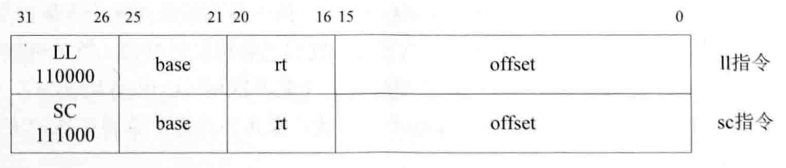 31 26 25 21 20 16 15 0
LL
110000 base rt offset ll指令
SC
111000 base rt offset sc指令